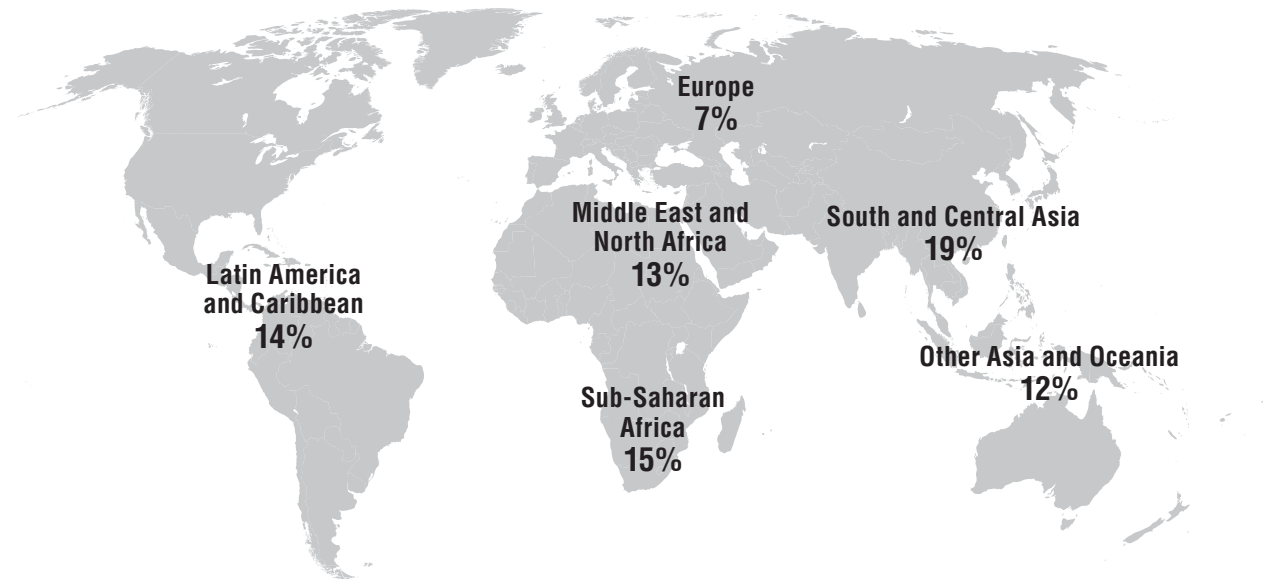 Europe
7%
Middle East and
North Africa
13%
South and Central Asia
19%
Latin America
and Caribbean
14%
Other Asia and Oceania
12%
Sub-Saharan
Africa
15%